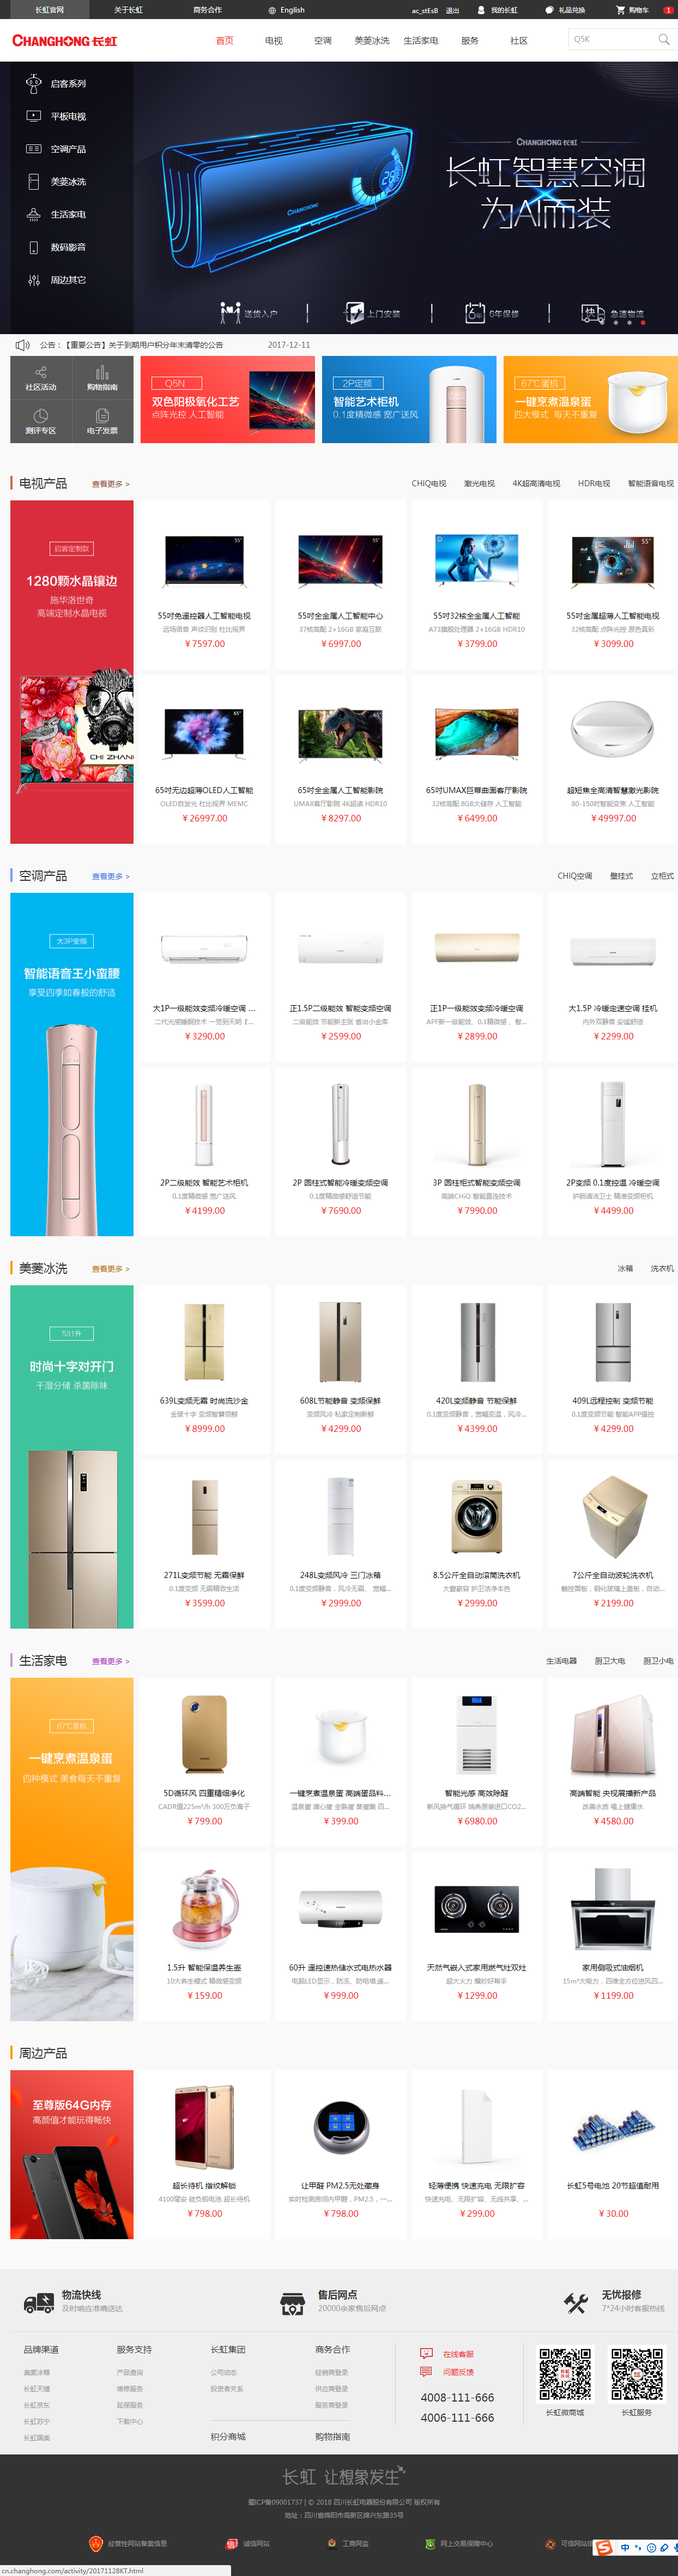 长虹官网 关于长虹 商务合作 English ac_stEsB 退出 我的长虹 礼品兑换 购物车 1
CHANGHONG 长虹 首页 电视 空调 美菱冰洗 生活家电 服务 社区 Q5K
启客系列
平板电视
空调产品
美菱冰洗
生活家电
数码影音
周边其它
CHANGHONG 长虹
长虹智慧空调
为AI而装
送货入户 上门安装 6年保修 急速物流
公告：【重要公告】关于到期用户积分年末清零的公告 2017-12-11
社区活动 购物指南
测评专区 电子发票
Q5N
双色阳极氧化工艺
点阵光控 人工智能
2P定频
智能艺术柜机
0.1度精微感 宽广送风
67℃蛋机
一键烹煮温泉蛋
四大模式 每天不重复
电视产品 查看更多 > CHiQ电视 激光电视 4K超高清电视 HDR电视 智能语音电视
启客定制款
1280颗水晶镶边
施华洛世奇
高端定制水晶电视
55吋免遥控器人工智能电视 55吋全金属人工智能中心 55吋32核全金属人工智能 55吋金属超薄人工智能电视
远场语音 声纹识别 杜比视界 37核高配 2+16GB 家庭互联 A73旗舰处理器 2+16GB HDR10 32核高配 点阵光控 原色真彩
¥ 7597.00 ¥ 6997.00 ¥ 3799.00 ¥ 3099.00
65吋无边超薄OLED人工智能 65吋全金属人工智能影院 65吋UMAX巨幕曲面客厅影院 超短焦全高清智慧激光影院
OLED自发光 杜比视界 MEMC UMAX客厅影院 4K超清 HDR10 32核高配 8GB大储存 人工智能 80-150吋智能变焦 人工智能
¥ 26997.00 ¥ 8297.00 ¥ 6499.00 ¥ 49997.00
空调产品 查看更多 > CHiQ空调 壁挂式 立柜式
大3P变频
智能语音王小蛮腰
享受四季如春般的舒适
大1P一级能效变频冷暖空调 ... 正1.5P二级能效 智能变频空调 正1P一级能效变频冷暖空调 大1.5P 冷暖定速空调 挂机
二代光感睡眠技术 一觉到天明【... 二级效能 节能新主张 省出小金库 APF新一级能效、0.1精微感 、智... 内外双静音 安谧舒适
¥ 3290.00 ¥ 2599.00 ¥ 2899.00 ¥ 2299.00
2P二级能效 智能艺术柜机 2P 圆柱式智能冷暖变频空调 3P 圆柱柜式智能变频空调 2P变频 0.1度控温 冷暖空调
0.1度精微感 宽广送风 0.1度精微感舒适节能 高端CHiQ 智能直连技术 护肺清洁卫士 精准变频柜机
¥ 4199.00 ¥ 7690.00 ¥ 7990.00 ¥ 4499.00
美菱冰洗 查看更多 > 冰箱 洗衣机
531升
时尚十字对开门
干湿分储 杀菌除味
639L变频无霜 时尚流沙金 608L节能静音 变频保鲜 420L变频静音 节能保鲜 409L远程控制 变频节能
金玻十字 变频智慧领鲜 变频风冷 私家定制新鲜 0.1度变频静音，宽幅变温，风冷... 0.1度变频节能 智能APP操控
¥ 8999.00 ¥ 4299.00 ¥ 4399.00 ¥ 4299.00
271L变频节能 无霜保鲜 248L变频风冷 三门冰箱 8.5公斤全自动滚筒洗衣机 7公斤全自动波轮洗衣机
0.1度变频 无霜精致生活 0.1度变频静音，风冷无霜、 宽幅... 大窗豪容 护卫洁净本色 触控面板，钢化玻璃上盖板，自动...
¥ 3599.00 ¥ 2999.00 ¥ 2999.00 ¥ 2199.00
生活家电 查看更多 > 生活电器 厨卫大电 厨卫小电
67℃蛋机
一键烹煮温泉蛋
四种模式 美食每天不重复
5D循环风 四重精细净化 一键烹煮温泉蛋 高端蛋品料... 智能光感 高效除醛 高端智能 央视展播新产品
CADR值225m³/h 300万负离子 温泉蛋 溏心蛋 全熟蛋 蒸蛋羹 四... 新风换气循环 瑞典原装进口CO2... 改善水质 喝上健康水
¥ 799.00 ¥ 399.00 ¥ 6980.00 ¥ 4580.00
1.5升 智能保温养生壶 60升 遥控速热储水式电热水器 天然气嵌入式家用燃气灶双灶 家用侧吸式油烟机
10大养生模式 精微感变频 电脑LED显示，防冻、防电墙,遥... 超大火力 爆炒好帮手 15m³大吸力，四维全方位进风四...
¥ 159.00 ¥ 999.00 ¥ 1299.00 ¥ 1199.00
周边产品
至尊版64G内存
高颜值才能玩得畅快
超长待机 指纹解锁 让甲醛 PM2.5无处藏身 轻薄便携 快速充电 无限扩容 长虹5号电池 20节超值耐用
4100毫安 硅负极电池 超长待机 实时检测房间内甲醛，PM2.5，一... 快速充电、无限扩容、无线共享、...
¥ 798.00 ¥ 798.00 ¥ 299.00 ¥ 30.00
物流快线 售后网点 无忧报修
及时响应准确送达 20000余家售后网点 7*24小时客服热线
品牌渠道 服务支持 长虹集团 商务合作 在线客服
美菱冰箱 产品查询 公司动态 经销商登录 问题反馈
长虹天猫 维修服务 投资者关系 供应商登录
长虹京东 延保服务 服务商登录 4008-111-666
长虹苏宁 下载中心 4006-111-666 长虹微商城 长虹服务
长虹国美 积分商城 购物指南
长虹 让想象发生
蜀ICP备09001737 | © 2018 四川长虹电器股份有限公司 版权所有
地址：四川省绵阳市高新区绵兴东路35号
经营性网站备案信息 诚信网站 工商网监 网上交易保障中心 可信网站信
中
cn.changhong.com/activity/20171128KT.html